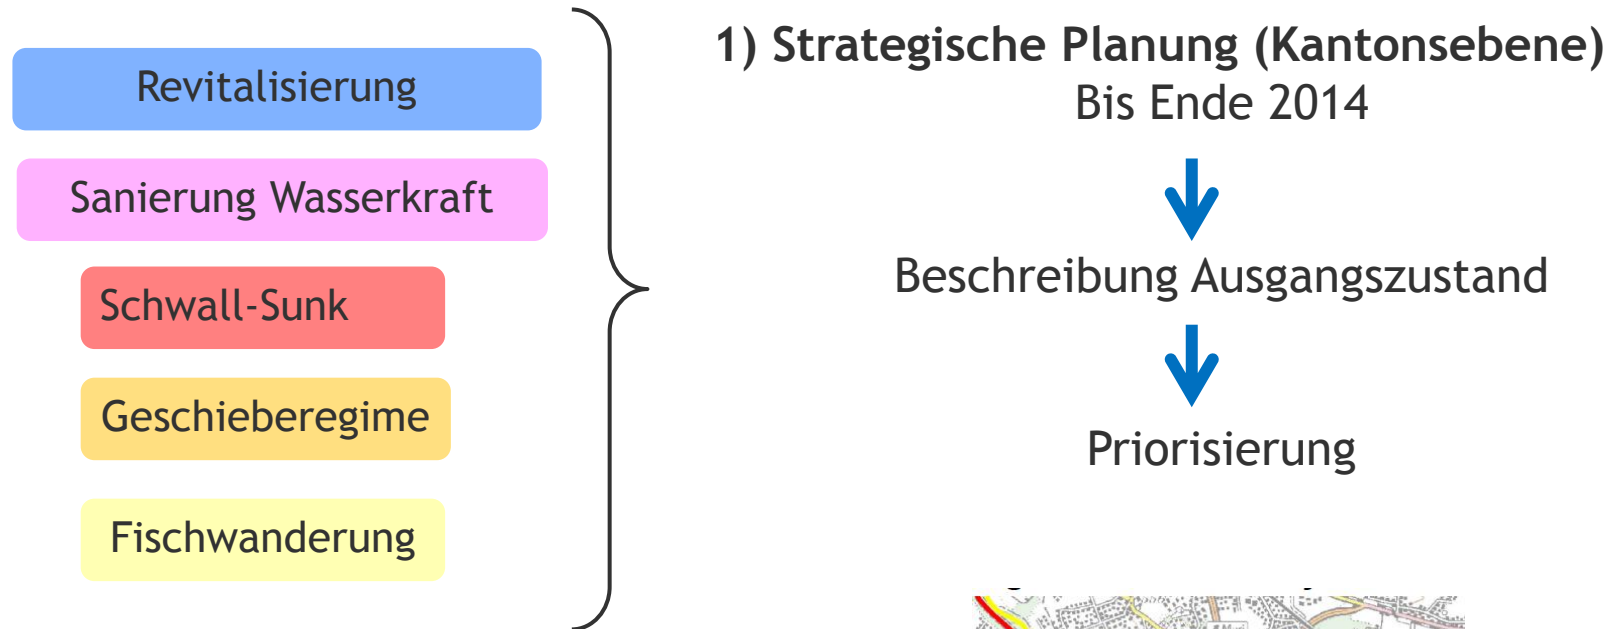 Revitalisierung
Sanierung Wasserkraft
Schwall-Sunk
Geschieberegime
Fischwanderung
1) Strategische Planung (Kantonsebene)
Bis Ende 2014
Beschreibung Ausgangszustand
Priorisierung